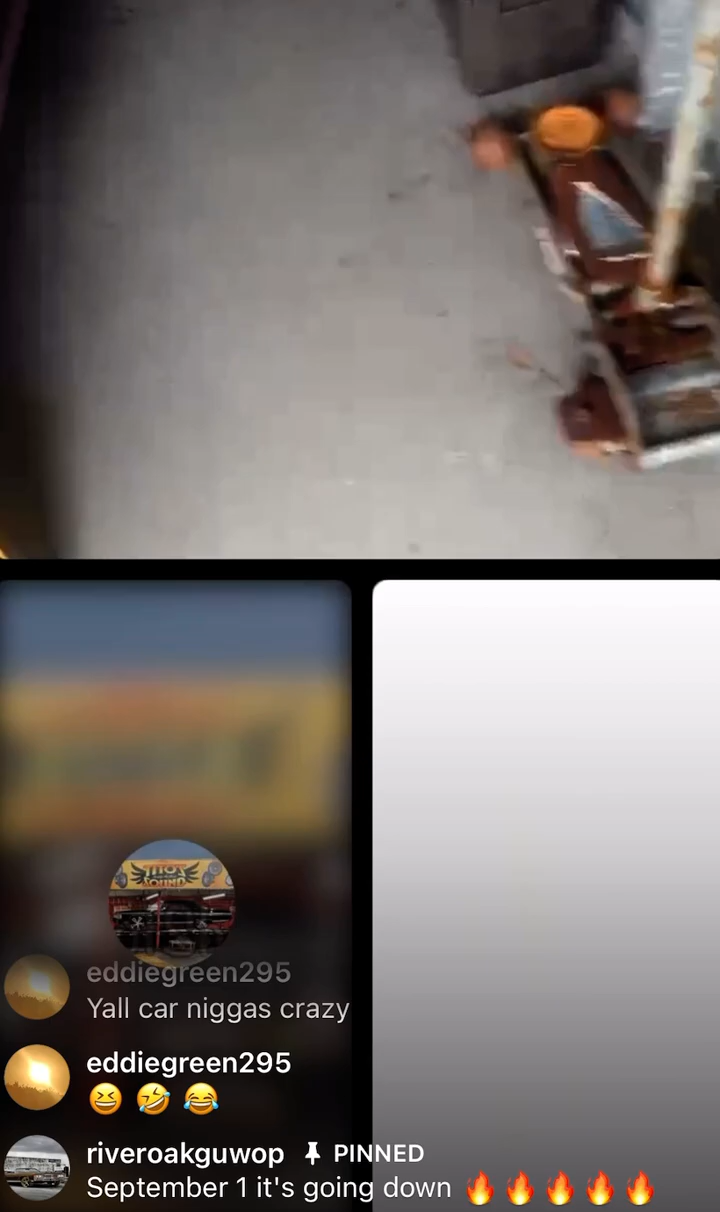 eddiegreen295
Yall car niggas crazy
eddiegreen295
😆 🤣 😂
riveroakguwop 📌 PINNED
September 1 it's going down 🔥 🔥 🔥 🔥 🔥